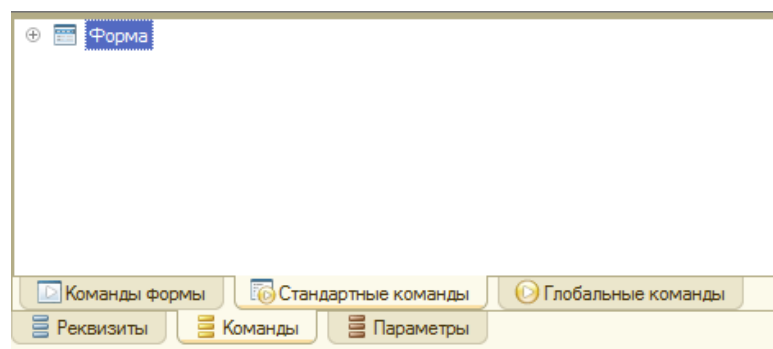 Форма
Команды формы Стандартные команды Глобальные команды
Реквизиты Команды Параметры